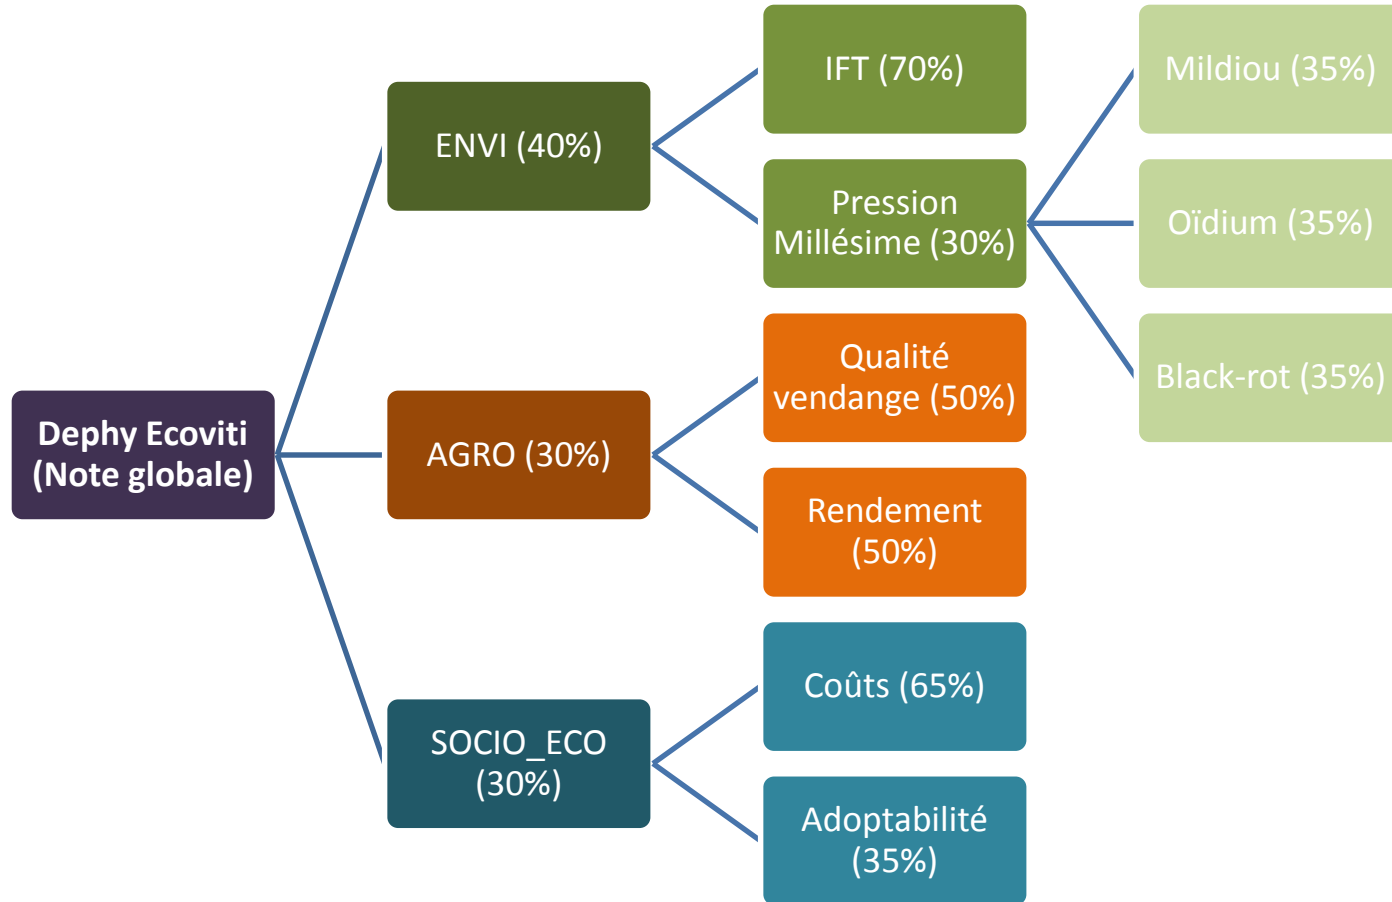 Dephy Ecoviti
(Note globale)
ENVI (40%)
IFT (70%)
Pression
Millésime (30%)
Mildiou (35%)
Oïdium (35%)
Black-rot (35%)
AGRO (30%)
Qualité
vendange (50%)
Rendement
(50%)
SOCIO_ECO
(30%)
Coûts (65%)
Adoptabilité
(35%)